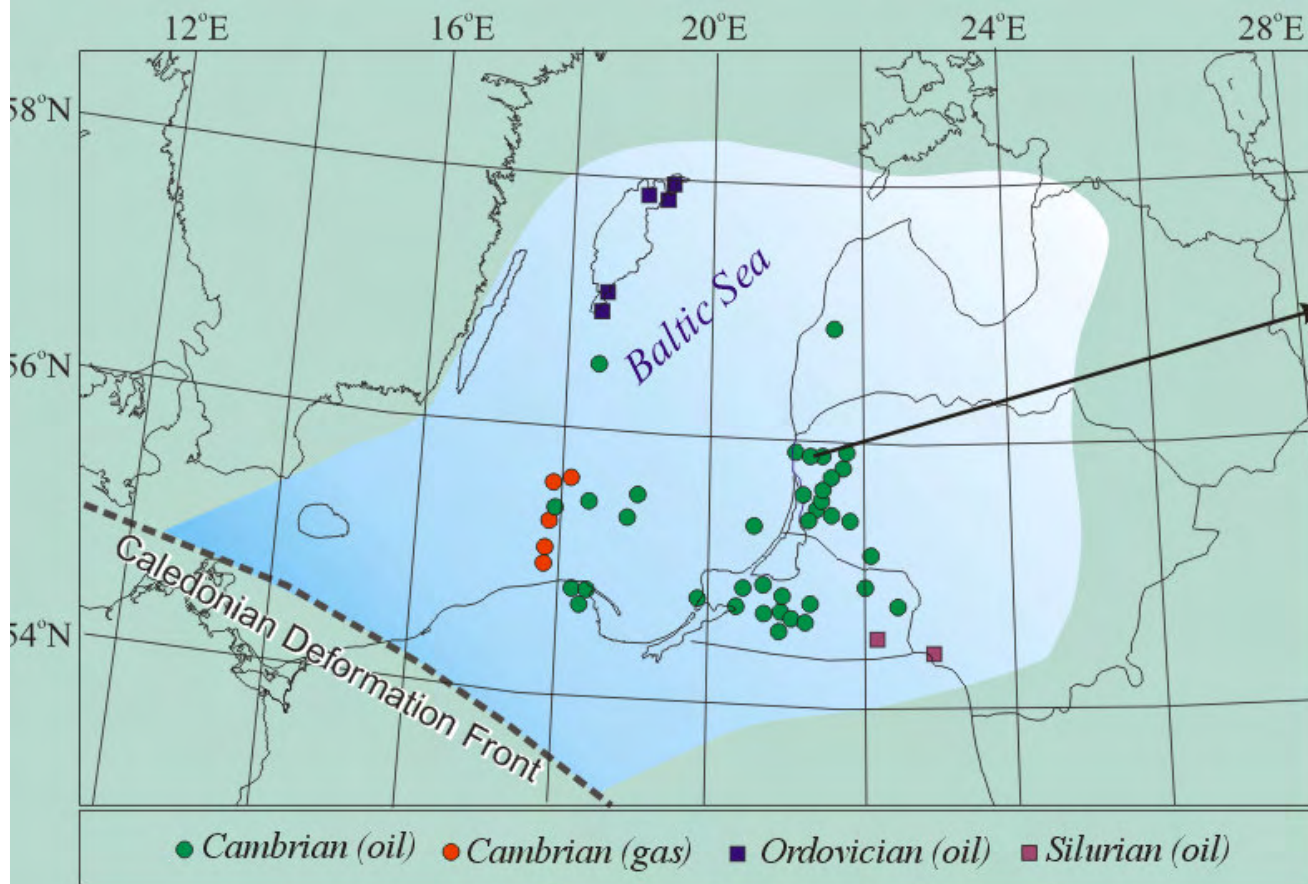 12°E 16°E 20°E 24°E 28°E
58°N
56°N
54°N
Baltic Sea
Caledonian Deformation Front
Cambrian (oil) Cambrian (gas) Ordovician (oil) Silurian (oil)